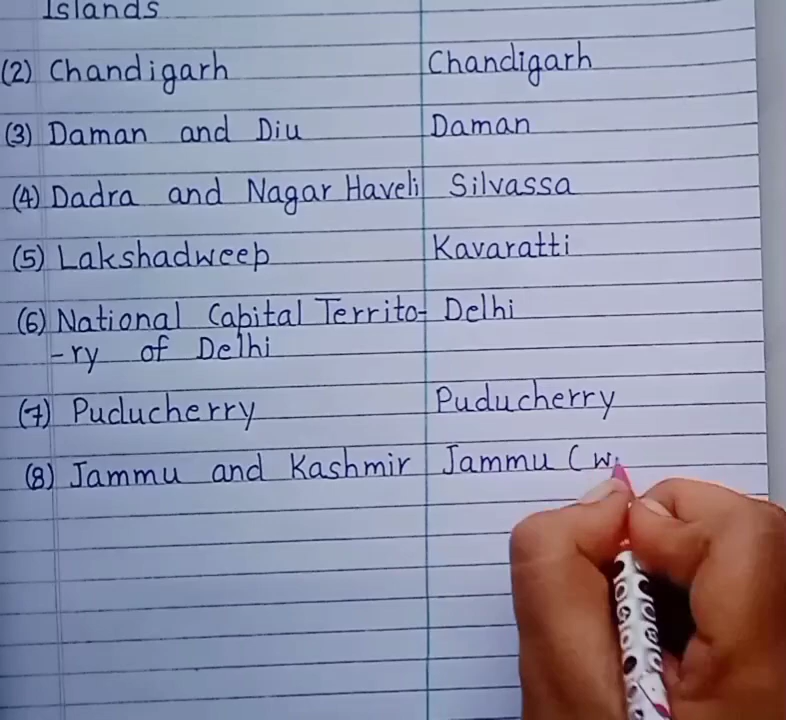 Islands
(2) Chandigarh Chandigarh
(3) Daman and Diu Daman
(4) Dadra and Nagar Haveli Silvassa
(5) Lakshadweep Kavaratti
(6) National Capital Territo- Delhi
-ry of Delhi
(7) Puducherry Puducherry
(8) Jammu and Kashmir Jammu (W